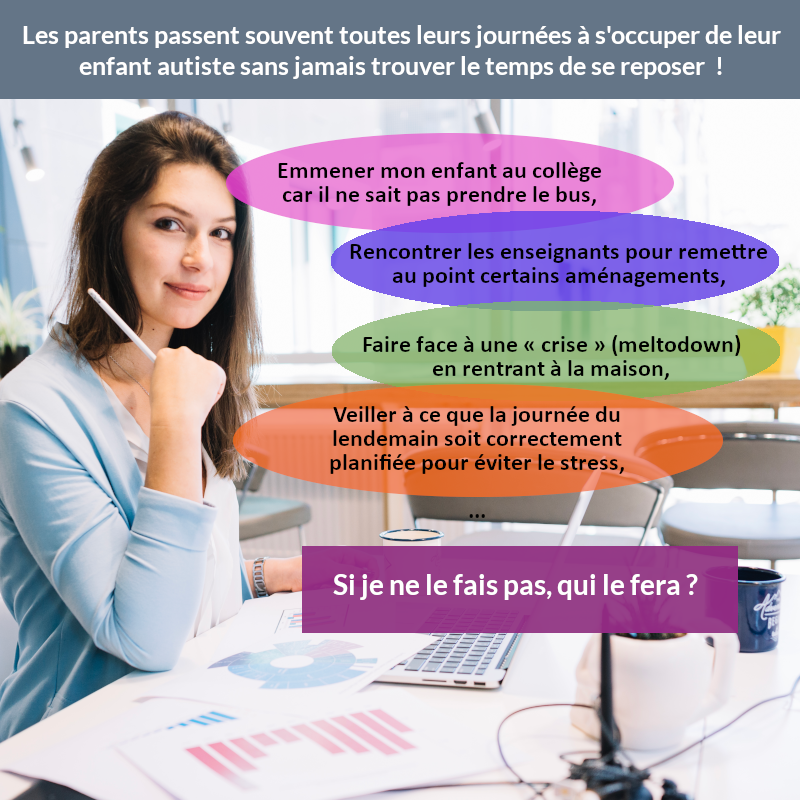 Les parents passent souvent toutes leurs journées à s'occuper de leur
enfant autiste sans jamais trouver le temps de se reposer !
Emmener mon enfant au collège
car il ne sait pas prendre le bus,
Rencontrer les enseignants pour remettre
au point certains aménagements,
Faire face à une « crise » (meltodown)
en rentrant à la maison,
Veiller à ce que la journée du
lendemain soit correctement
planifiée pour éviter le stress,
...
Si je ne le fais pas, qui le fera ?